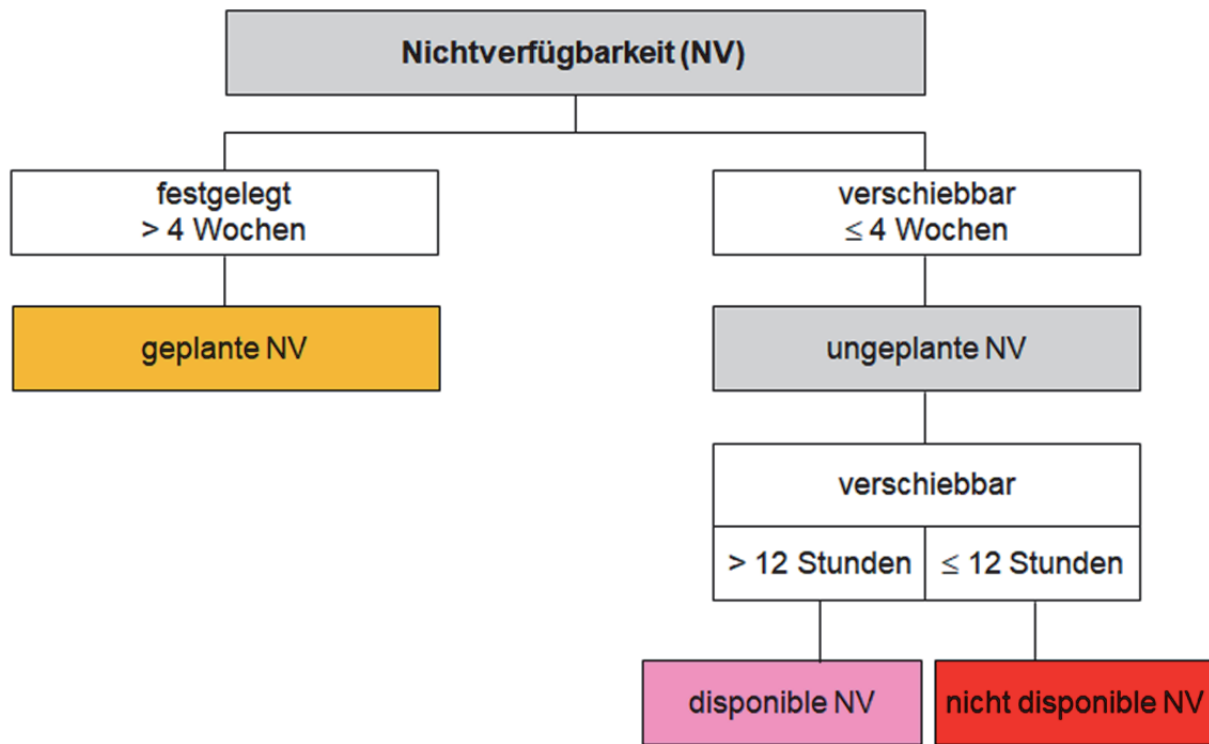 Nichtverfügbarkeit (NV)
festgelegt
> 4 Wochen
verschiebbar
≤ 4 Wochen
geplante NV
ungeplante NV
verschiebbar
> 12 Stunden
≤ 12 Stunden
disponible NV
nicht disponible NV